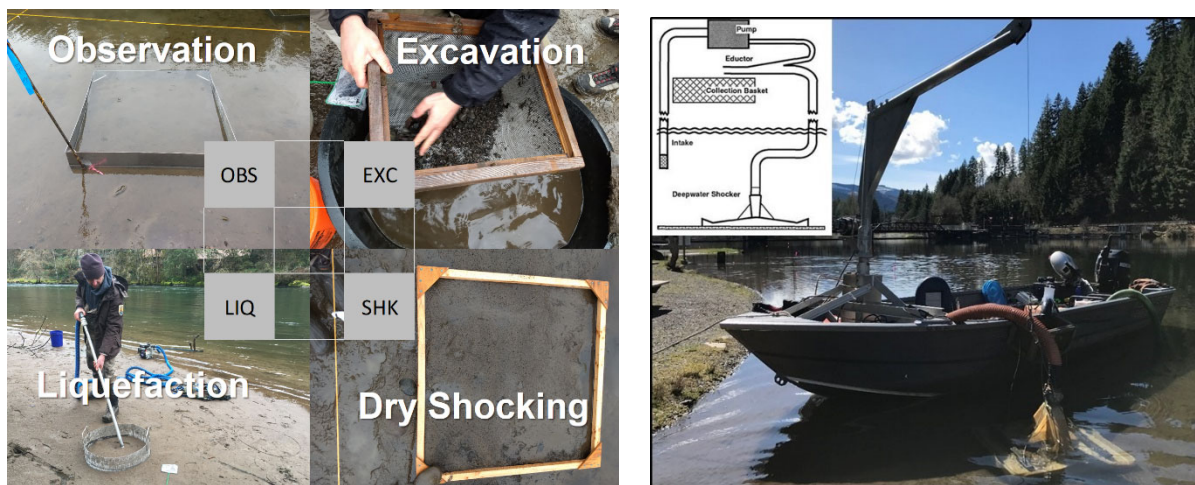 Observation
Excavation
OBS
EXC
LIQ
SHK
Liquefaction
Dry Shocking
Pump
Eductor
Collection Basket
Intake
Deepwater Shocker